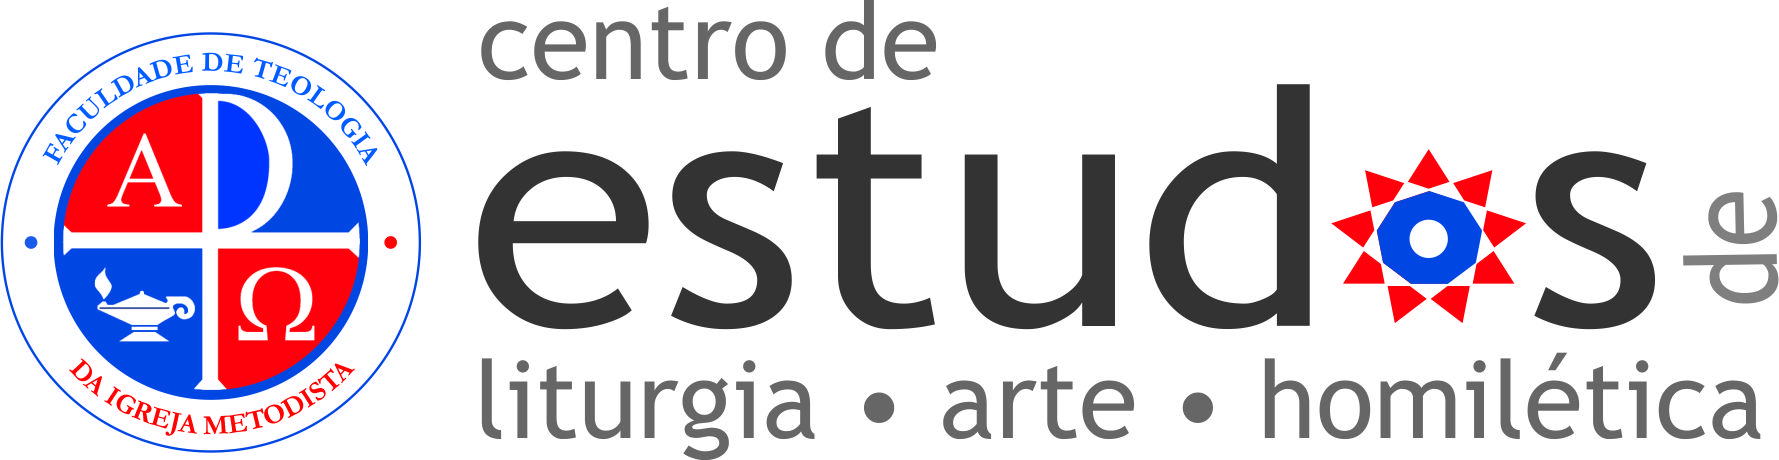 FACULDADE DE TEOLOGIA
Α
Ω
DA IGREJA METODISTA
centro de
estudos
de
liturgia • arte • homilética